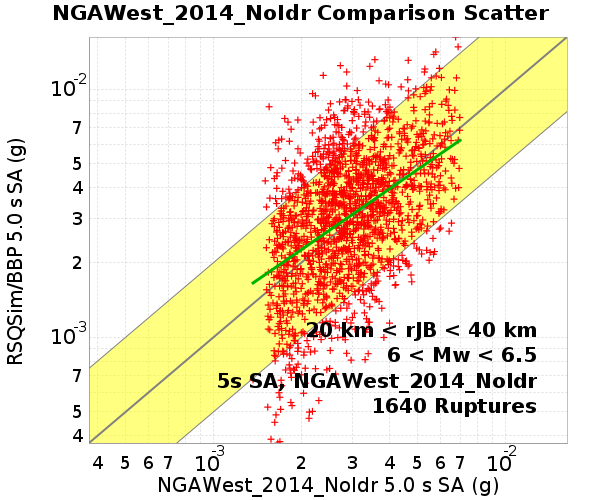 NGAWest_2014_NoIdr Comparison Scatter
RSQSim/BBP 5.0 s SA (g)
10-2
7
5
4
3
2
10-3
7
5
4
20 km < rJB < 40 km
6 < Mw < 6.5
5s SA, NGAWest_2014_NoIdr
1640 Ruptures
4 5 6 7 10-3 2 3 4 5 6 7 10-2
NGAWest_2014_NoIdr 5.0 s SA (g)